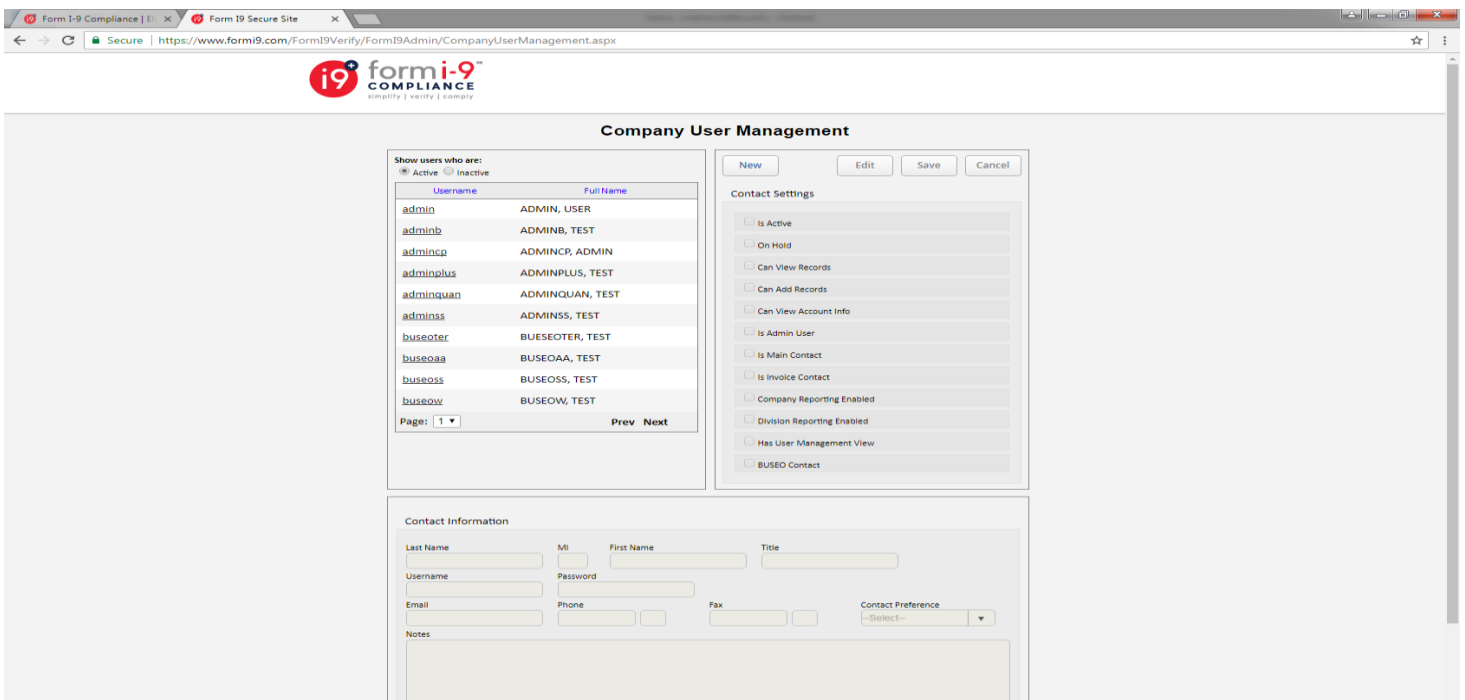 Form I-9 Compliance | El
Form I9 Secure Site
Secure | https://www.formi9.com/FormI9Verify/FormI9Admin/CompanyUserManagement.aspx
i9+ form i-9™
COMPLIANCE
simplify | verify | comply
Company User Management
Show users who are:
Active Inactive
Username Full Name
admin ADMIN, USER
adminb ADMINB, TEST
admincp ADMINCP, ADMIN
adminplus ADMINPLUS, TEST
adminquan ADMINQUAN, TEST
adminss ADMINSS, TEST
buseoter BUESEOTER, TEST
buseoaa BUSEOAA, TEST
buseoss BUSEOSS, TEST
buseow BUSEOW, TEST
Page: 1 Prev Next
New Edit Save Cancel
Contact Settings
Is Active
On Hold
Can View Records
Can Add Records
Can View Account Info
Is Admin User
Is Main Contact
Is Invoice Contact
Company Reporting Enabled
Division Reporting Enabled
Has User Management View
BUSEO Contact
Contact Information
Last Name MI First Name Title
Username Password
Email Phone Fax Contact Preference
--Select--
Notes